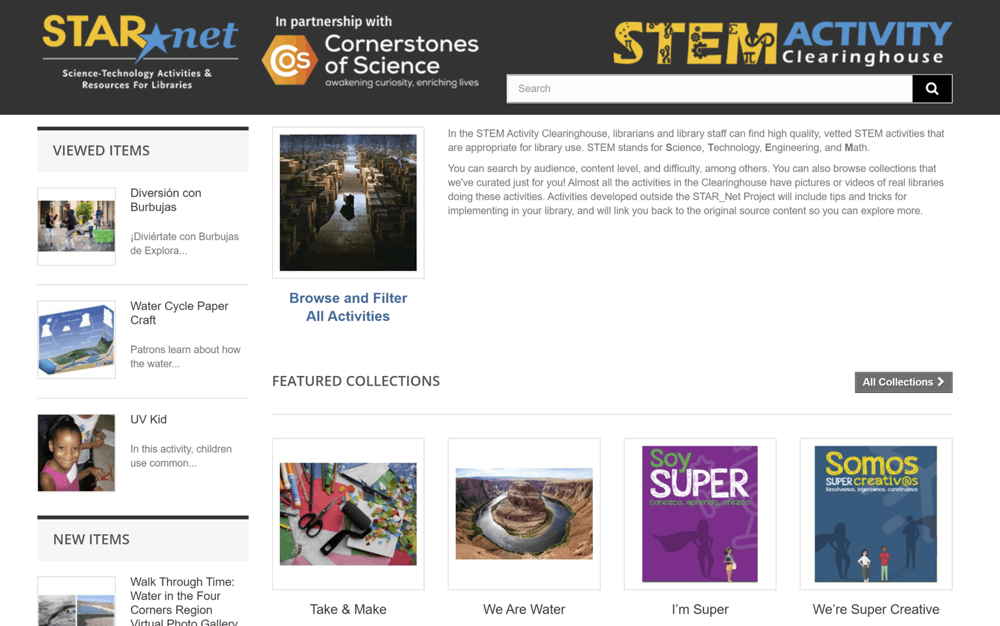 STAR net
Science-Technology Activities &
Resources For Libraries
In partnership with
COS
Cornerstones
of Science
awakening curiosity, enriching lives
STEM ACTIVITY
Clearinghouse
Search
VIEWED ITEMS
Diversión con
Burbujas
¡Diviértate con Burbujas
de Explora...
Water Cycle Paper
Craft
Patrons learn about how
the water...
UV Kid
In this activity, children
use common...
NEW ITEMS
Walk Through Time:
Water in the Four
Corners Region
Virtual Photo Gallery
Browse and Filter
All Activities
In the STEM Activity Clearinghouse, librarians and library staff can find high quality, vetted STEM activities that
are appropriate for library use. STEM stands for Science, Technology, Engineering, and Math.
You can search by audience, content level, and difficulty, among others. You can also browse collections that
we've curated just for you! Almost all the activities in the Clearinghouse have pictures or videos of real libraries
doing these activities. Activities developed outside the STAR_Net Project will include tips and tricks for
implementing in your library, and will link you back to the original source content so you can explore more.
FEATURED COLLECTIONS
All Collections
Take & Make
We Are Water
Soy
SUPER
conozco, aprendo, crezco
I'm Super
Somos
SUPER creativ@s
Resolvemos, ingeniamos, construimos
We're Super Creative